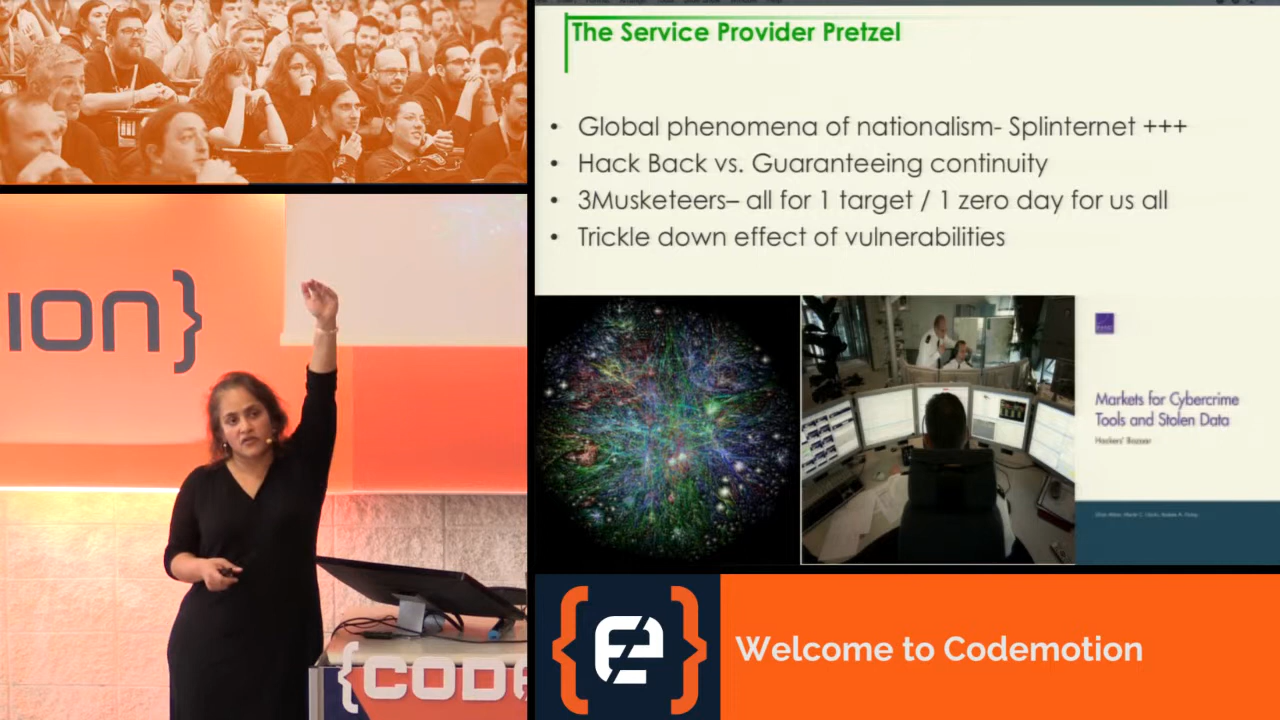 The Service Provider Pretzel
• Global phenomena of nationalism- Splinternet +++
• Hack Back vs. Guaranteeing continuity
• 3Musketeers– all for 1 target / 1 zero day for us all
• Trickle down effect of vulnerabilities
ion}
Markets for Cybercrime
Tools and Stolen Data
Hackers' Bazaar
{CODE
Welcome to Codemotion